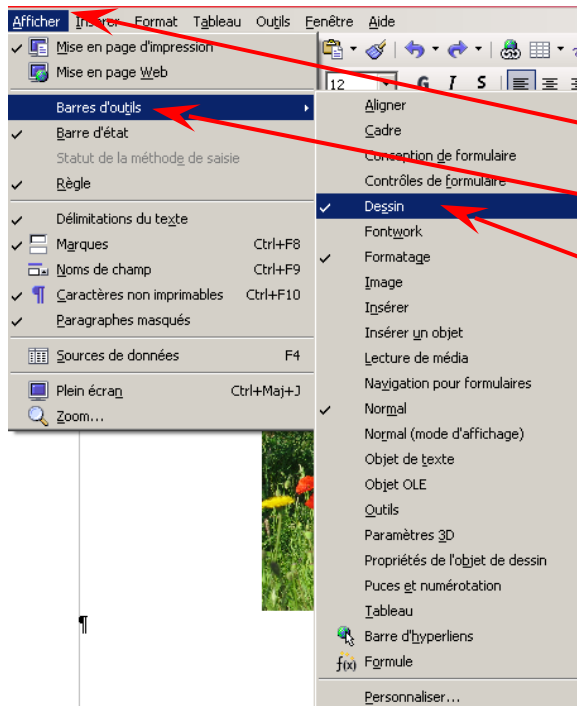 Afficher Insérer Format Tableau Outils Fenêtre Aide
Mise en page d'impression
Mise en page Web
12 G I S
Barres d'outils
Barre d'état
Statut de la méthode de saisie
Règle
Délimitations du texte
Marques Ctrl+F8
Noms de champ Ctrl+F9
Caractères non imprimables Ctrl+F10
Paragraphes masqués
Sources de données F4
Plein écran Ctrl+Maj+J
Zoom...
Aligner
Cadre
Conception de formulaire
Contrôles de formulaire
Dessin
Fontwork
Formatage
Image
Insérer
Insérer un objet
Lecture de média
Navigation pour formulaires
Normal
Normal (mode d'affichage)
Objet de texte
Objet OLE
Outils
Paramètres 3D
Propriétés de l'objet de dessin
Puces et numérotation
Tableau
Barre d'hyperliens
f(x) Formule
Personnaliser...
¶